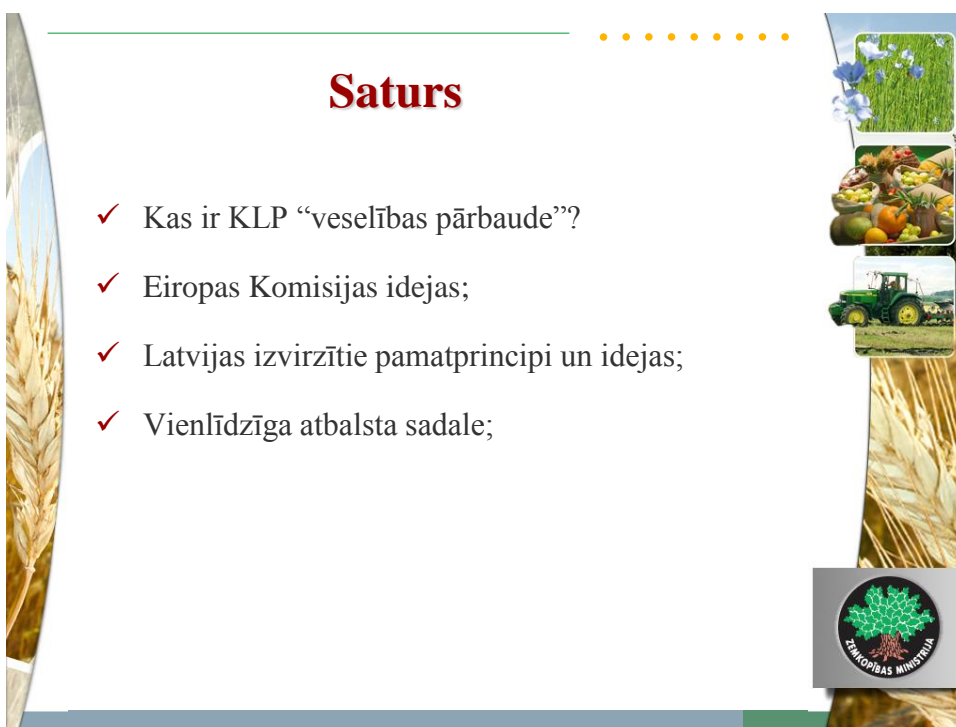 Saturs
Kas ir KLP “veselības pārbaude”?
Eiropas Komisijas idejas;
Latvijas izvirzītie pamatprincipi un idejas;
Vienlīdzīga atbalsta sadale;
ZEMKOPĪBAS MINISTRIJA